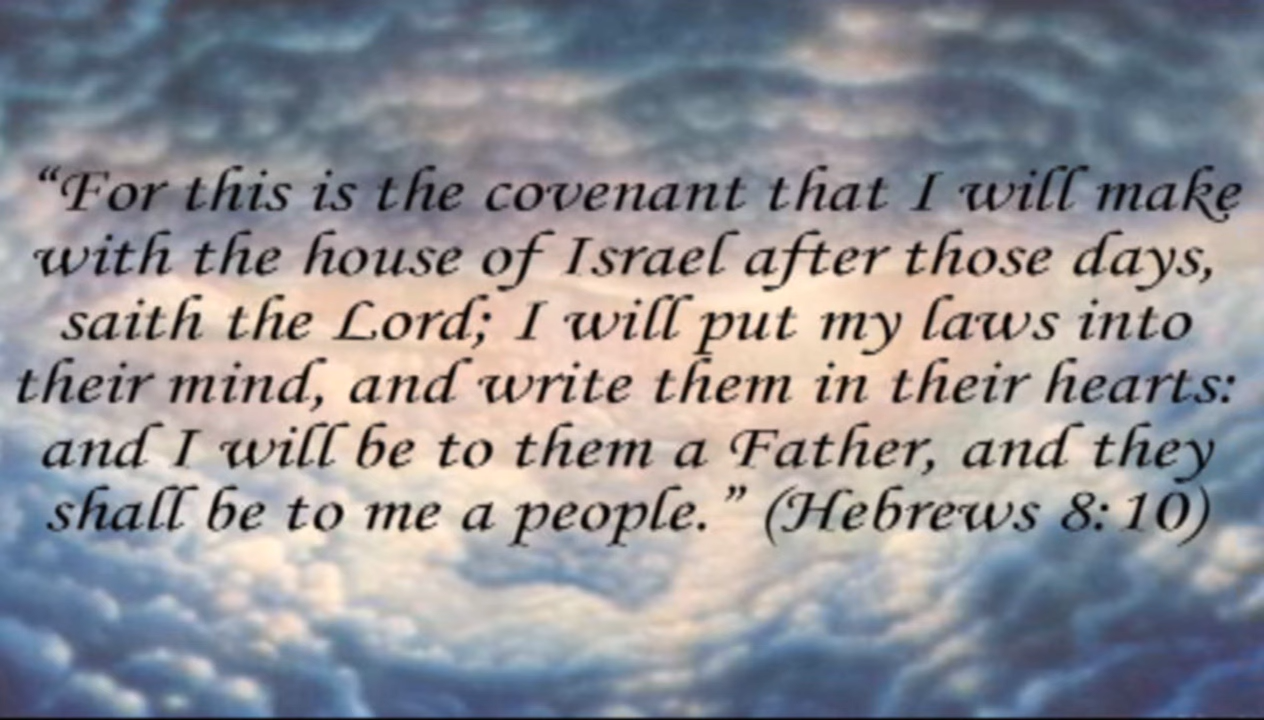 “For this is the covenant that I will make
with the house of Israel after those days,
saith the Lord; I will put my laws into
their mind, and write them in their hearts:
and I will be to them a Father, and they
shall be to me a people.” (Hebrews 8:10)